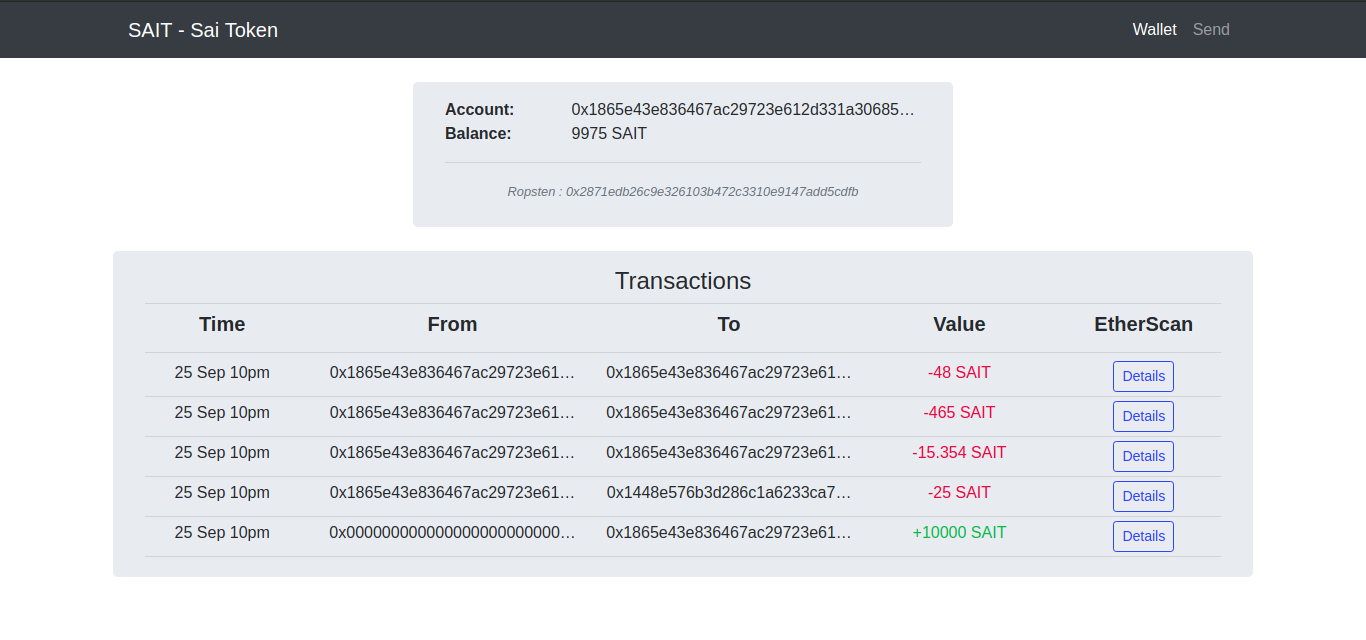 SAIT - Sai Token Wallet Send
Account: 0x1865e43e836467ac29723e612d331a30685…
Balance: 9975 SAIT
Ropsten : 0x2871edb26c9e326103b472c3310e9147add5cdfb
Transactions
Time From To Value EtherScan
25 Sep 10pm 0x1865e43e836467ac29723e61… 0x1865e43e836467ac29723e61… -48 SAIT Details
25 Sep 10pm 0x1865e43e836467ac29723e61… 0x1865e43e836467ac29723e61… -465 SAIT Details
25 Sep 10pm 0x1865e43e836467ac29723e61… 0x1865e43e836467ac29723e61… -15.354 SAIT Details
25 Sep 10pm 0x1865e43e836467ac29723e61… 0x1448e576b3d286c1a6233ca7… -25 SAIT Details
25 Sep 10pm 0x000000000000000000000000… 0x1865e43e836467ac29723e61… +10000 SAIT Details